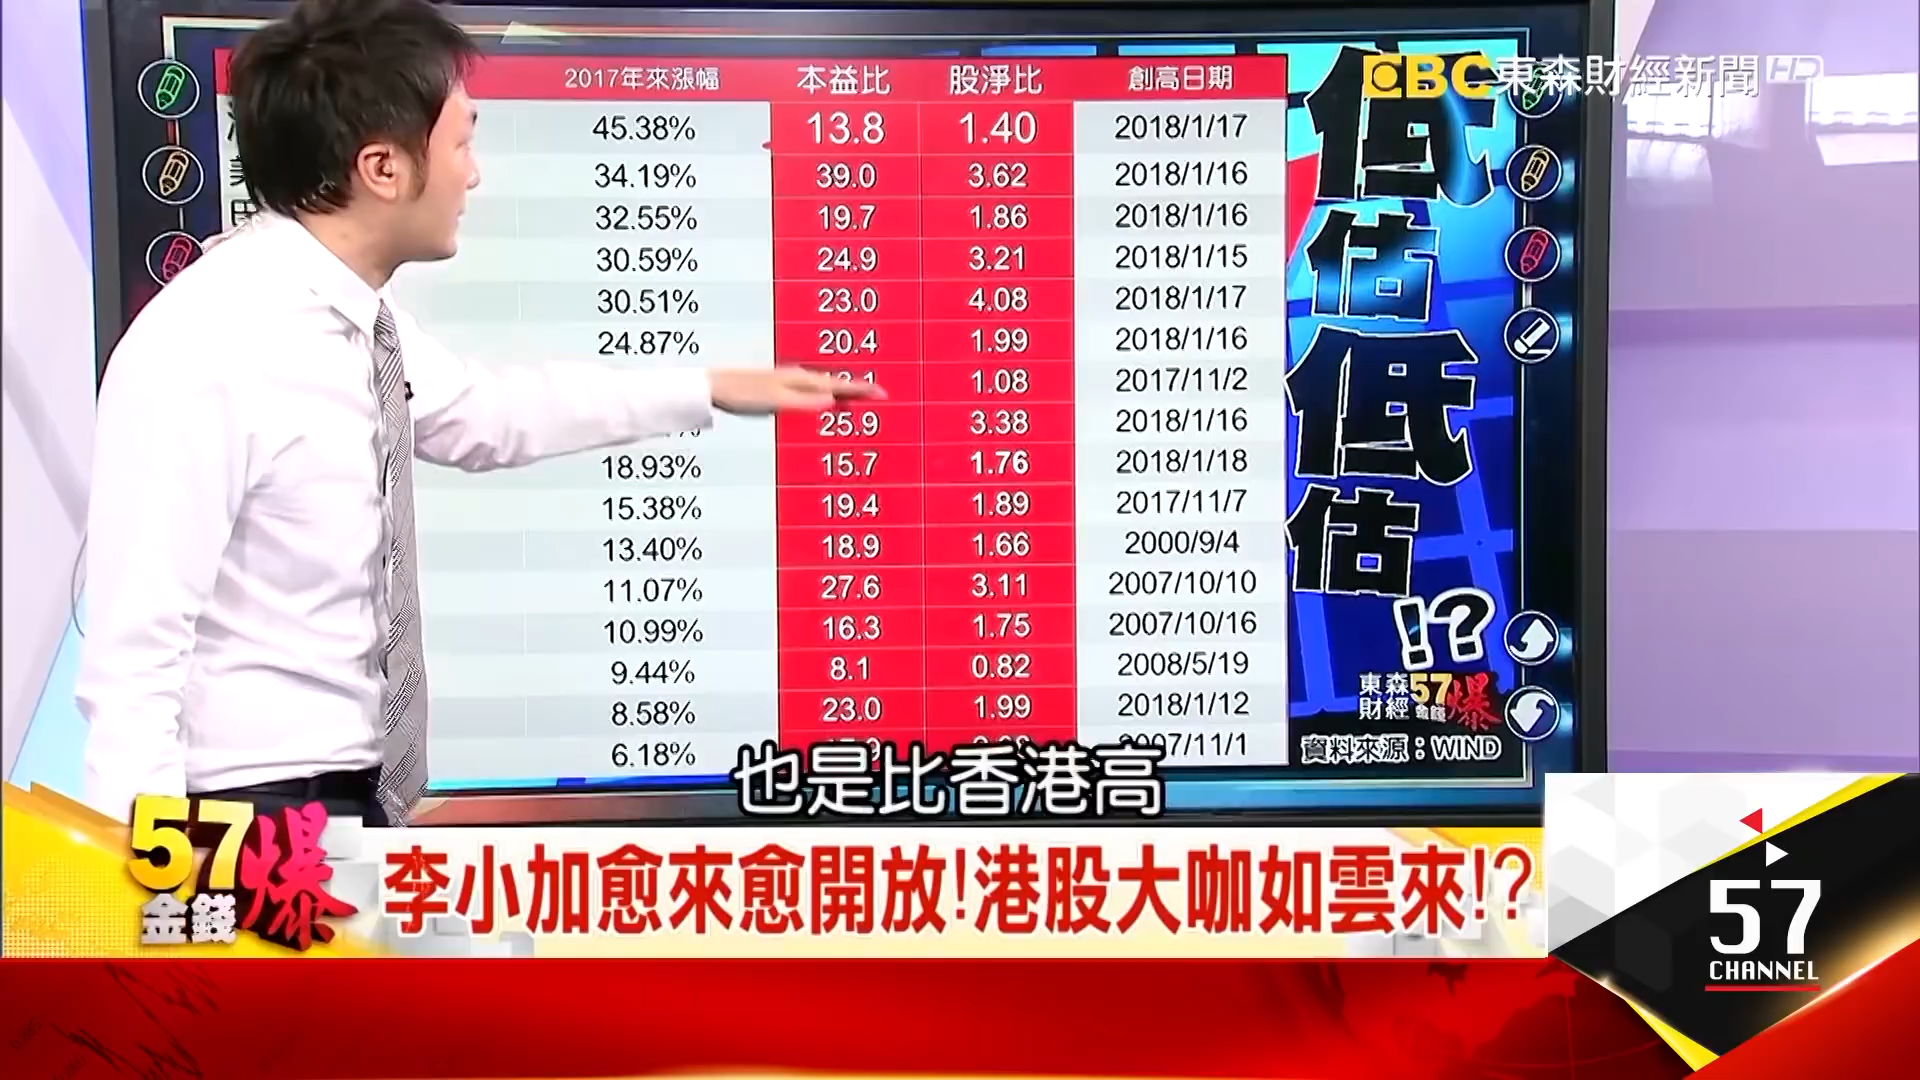 EBC東森財經新聞HD
2017年來漲幅 本益比 股淨比 創高日期
45.38% 13.8 1.40 2018/1/17
34.19% 39.0 3.62 2018/1/16
32.55% 19.7 1.86 2018/1/16
30.59% 24.9 3.21 2018/1/15
30.51% 23.0 4.08 2018/1/17
24.87% 20.4 1.99 2018/1/16
1.08 2017/11/2
25.9 3.38 2018/1/16
18.93% 15.7 1.76 2018/1/18
15.38% 19.4 1.89 2017/11/7
13.40% 18.9 1.66 2000/9/4
11.07% 27.6 3.11 2007/10/10
10.99% 16.3 1.75 2007/10/16
9.44% 8.1 0.82 2008/5/19
8.58% 23.0 1.99 2018/1/12
6.18%
低估低估!?
東森財經
57金錢爆
資料來源：WIND
也是比香港高
57金錢爆
李小加愈來愈開放!港股大咖如雲來!?
57
CHANNEL